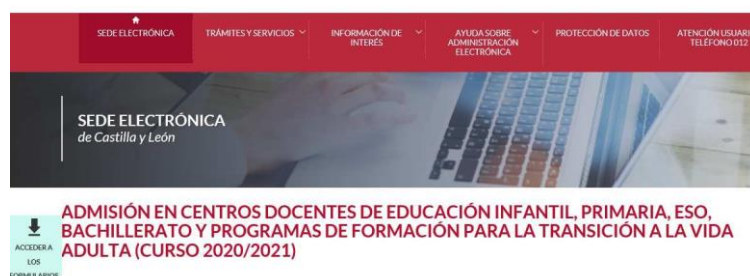 SEDE ELECTRÓNICA
TRÁMITES Y SERVICIOS
INFORMACIÓN DE
INTERÉS
AYUDA SOBRE
ADMINISTRACIÓN
ELECTRÓNICA
PROTECCIÓN DE DATOS
ATENCIÓN USUARI
TELÉFONO 012
SEDE ELECTRÓNICA
de Castilla y León
ADMISIÓN EN CENTROS DOCENTES DE EDUCACIÓN INFANTIL, PRIMARIA, ESO,
BACHILLERATO Y PROGRAMAS DE FORMACIÓN PARA LA TRANSICIÓN A LA VIDA
ADULTA (CURSO 2020/2021)
ACCEDER A
LOS
FORMULARIOS